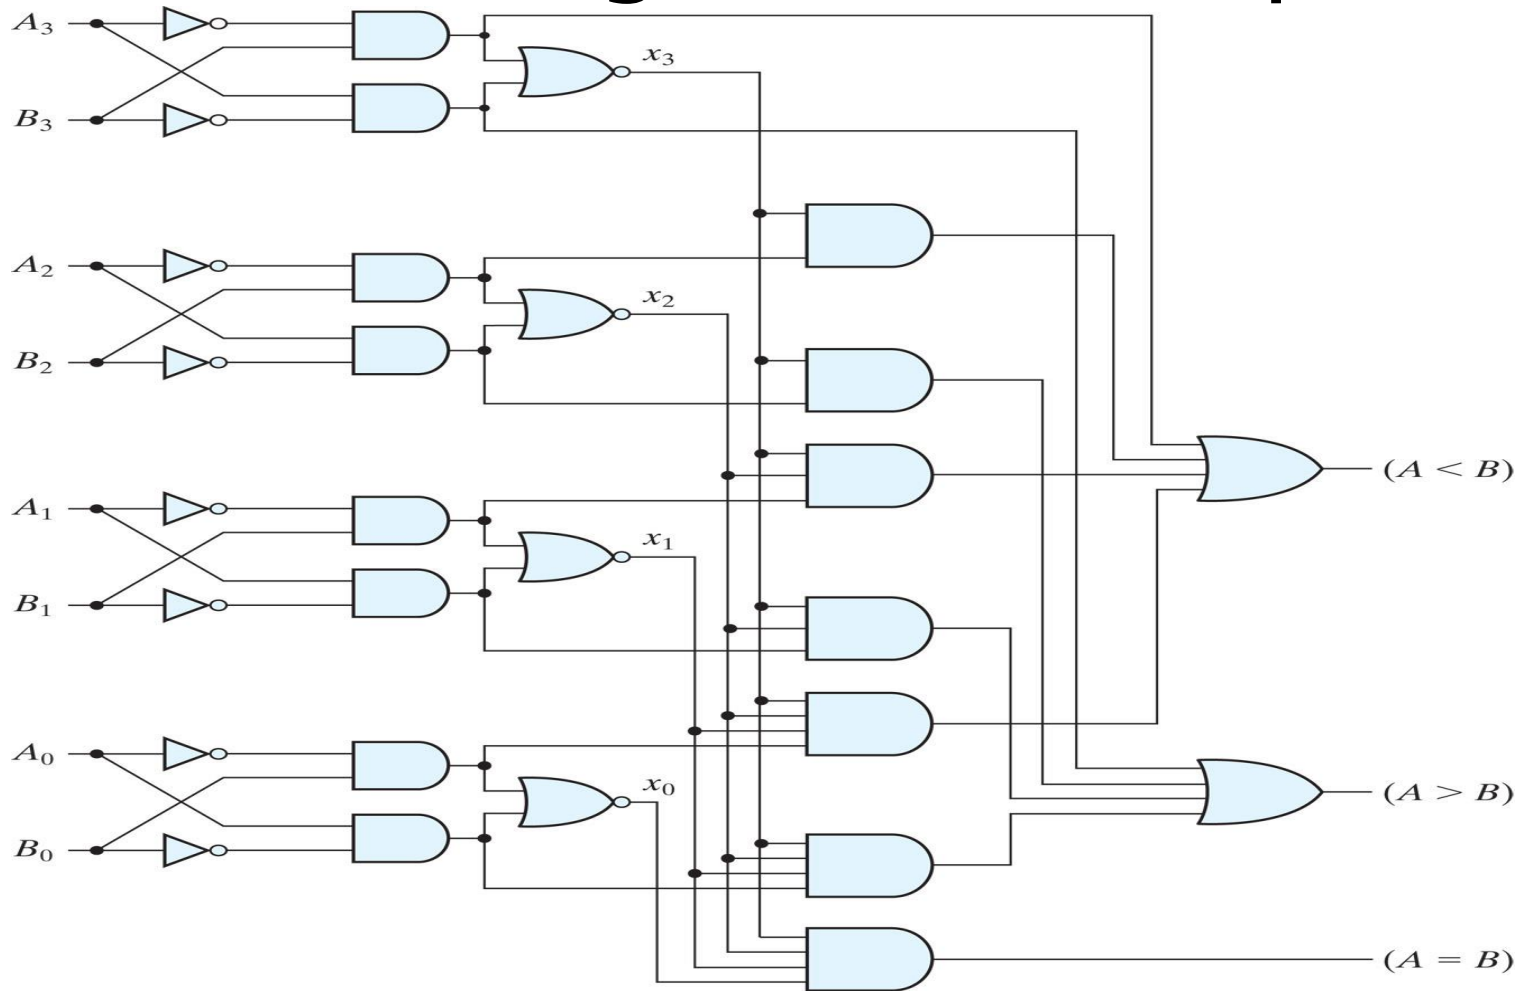 A3
x3
B3
A2
x2
B2
(A < B)
A1
x1
B1
A0
x0
(A > B)
B0
(A = B)